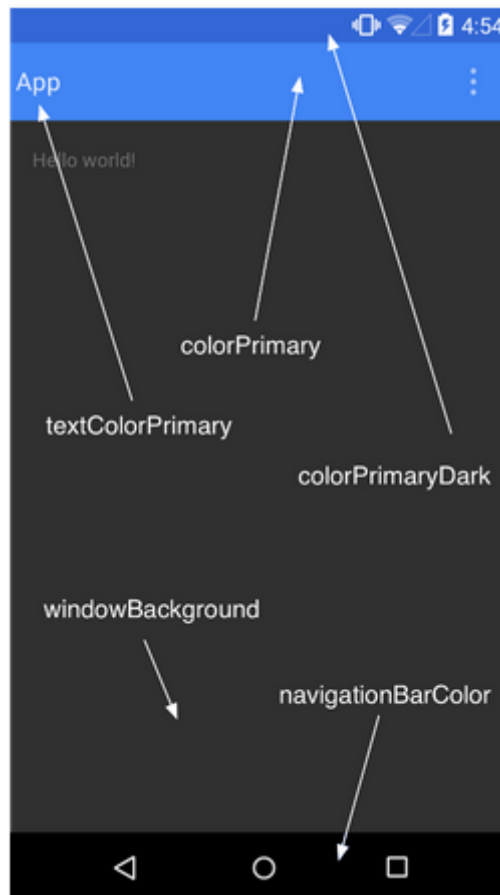 4:54
App
Hello world!
colorPrimary
textColorPrimary
colorPrimaryDark
windowBackground
navigationBarColor